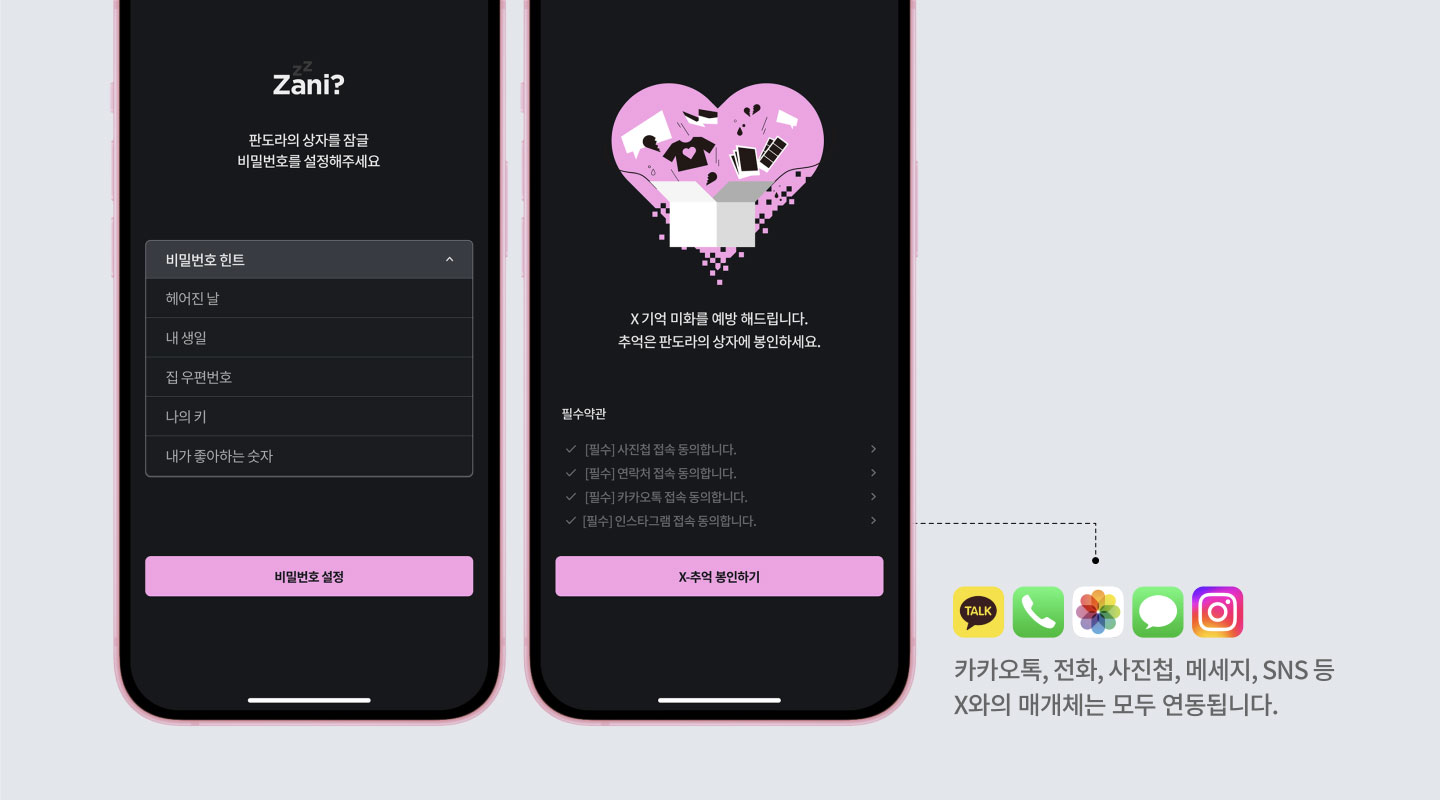 zz
Zani?
판도라의 상자를 잠글
비밀번호를 설정해주세요
비밀번호 힌트
헤어진 날
내 생일
집 우편번호
나의 키
내가 좋아하는 숫자
비밀번호 설정
X 기억 미화를 예방 해드립니다.
추억은 판도라의 상자에 봉인하세요.
필수약관
[필수] 사진첩 접속 동의합니다.
[필수] 연락처 접속 동의합니다.
[필수] 카카오톡 접속 동의합니다.
[필수] 인스타그램 접속 동의합니다.
X-추억 봉인하기
TALK
카카오톡, 전화, 사진첩, 메세지, SNS 등
X와의 매개체는 모두 연동됩니다.